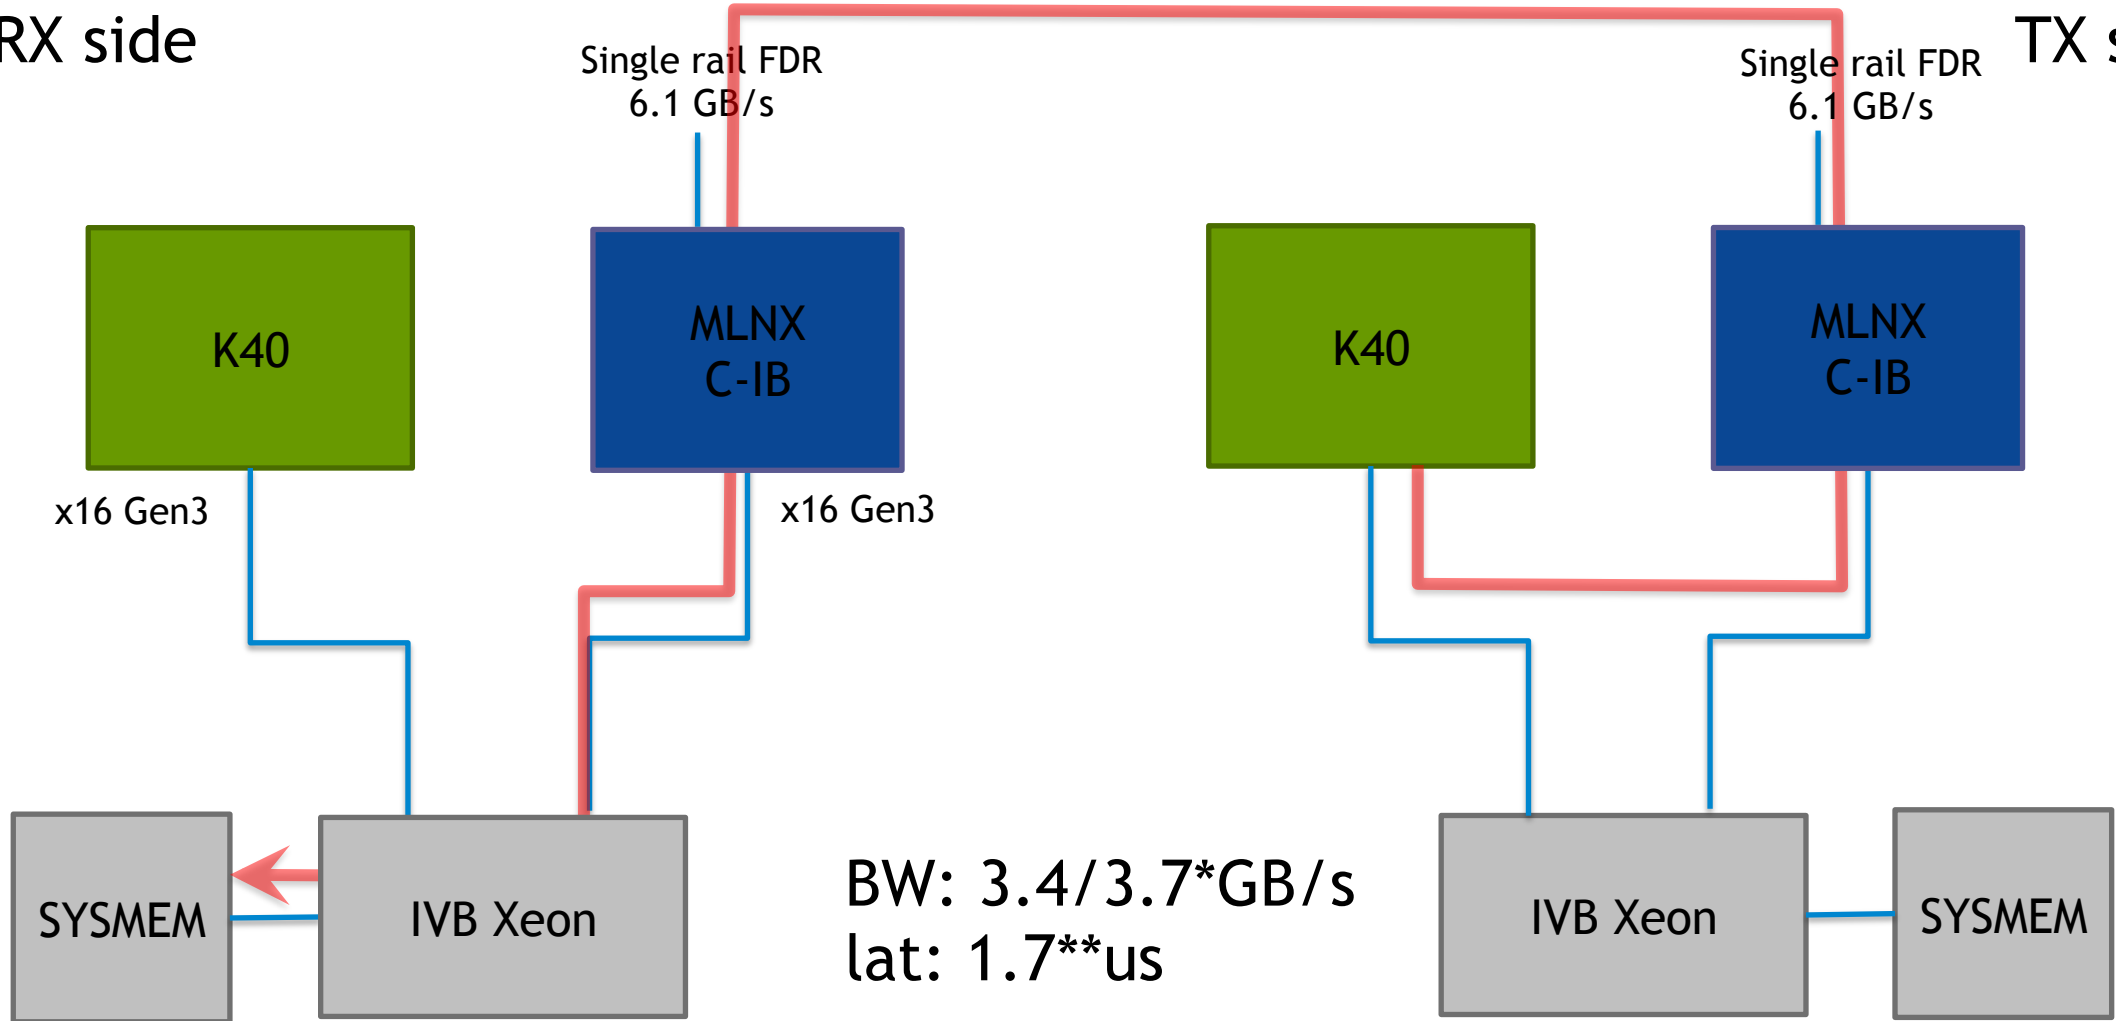 RX side
TX s
Single rail FDR
6.1 GB/s
Single rail FDR
6.1 GB/s
K40
MLNX
C-IB
K40
MLNX
C-IB
x16 Gen3
x16 Gen3
SYSMEM
IVB Xeon
BW: 3.4/3.7*GB/s
lat: 1.7**us
IVB Xeon
SYSMEM